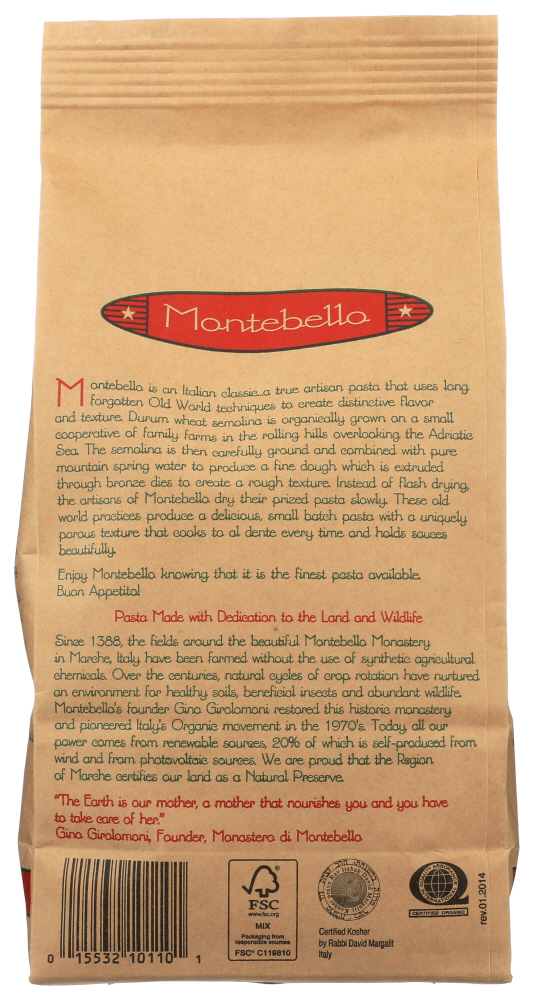 Montebello
Montebello is an Italian classic...a true artisan pasta that uses long
forgotten Old World techniques to create distinctive flavor
and texture. Durum wheat semolina is organically grown on a small
cooperative of family farms in the rolling hills overlooking the Adriatic
Sea. The semolina is then carefully ground and combined with pure
mountain spring water to produce a fine dough which is extruded
through bronze dies to create a rough texture. Instead of flash drying,
the artisans of Montebello dry their prized pasta slowly. These old
world practices produce a delicious, small batch pasta with a uniquely
porous texture that cooks to al dente every time and holds sauces
beautifully.
Enjoy Montebello knowing that it is the finest pasta available.
Buon Appetito!
Pasta Made with Dedication to the Land and Wildlife
Since 1388, the fields around the beautiful Montebello Monastery
in Marche, Italy have been farmed without the use of synthetic agricultural
chemicals. Over the centuries, natural cycles of crop rotation have nurtured
an environment for healthy soils, beneficial insects and abundant wildlife.
Montebello's founder Gino Girolomoni restored this historic monastery
and pioneered Italy's Organic movement in the 1970's. Today all our
power comes from renewable sources, 20% of which is self-produced from
wind and from photovoltaic sources. We are proud that the Region
of Marche certifies our land as a Natural Preserve.
"The Earth is our mother, a mother that nourishes you and you have
to take care of her."
Gino Girolomoni, Founder, Monastero di Montebello
0 15532 10110 1
FSC
www.fsc.org
MIX
Packaging from
responsible sources
FSC® C119810
Certified Kosher
by Rabbi David Margalit
Italy
QUALITY ASSURANCE
INTERNATIONAL
CERTIFIED ORGANIC
rev.01.2014